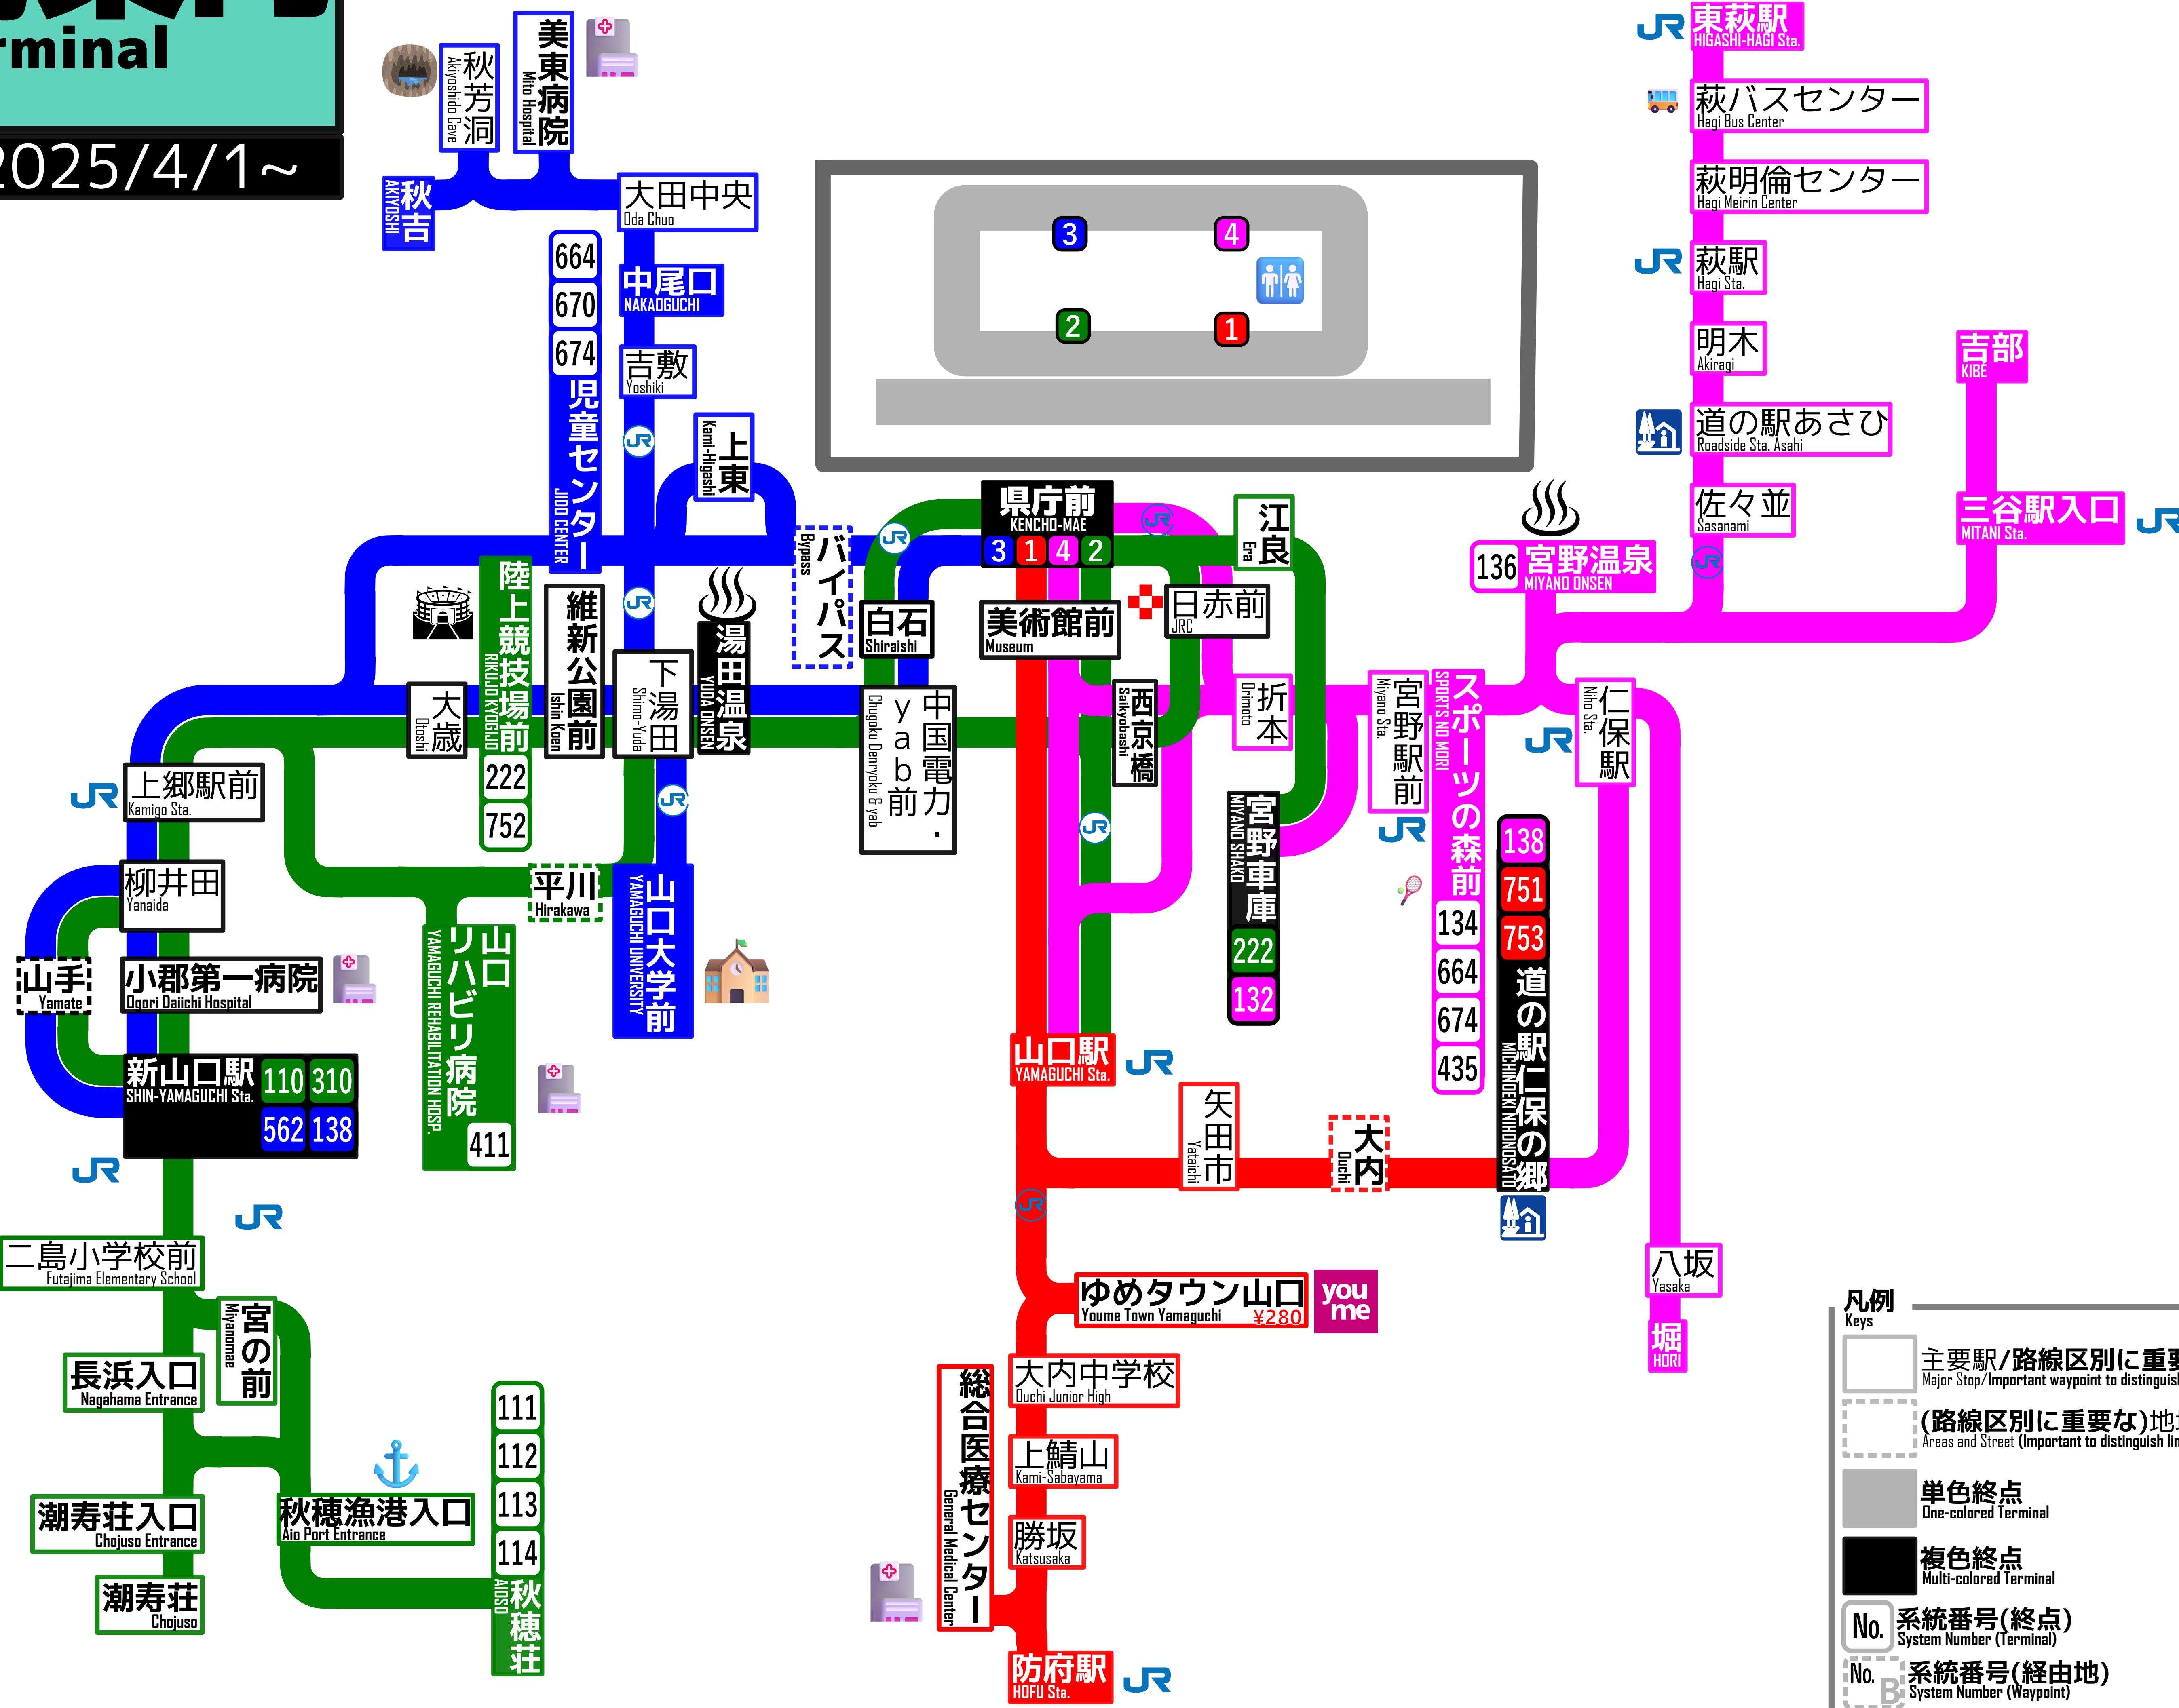 rminal
2025/4/1~
美東病院
Mito Hospital
秋芳洞
Akiyoshido Cave
秋吉
AKIYOSHI
大田中央
Oda Chuo
664
670
674
児童センター
JIDO CENTER
中尾口
NAKAOGUCHI
吉敷
Yoshiki
JR
上東
Kami-Higashi
バイパス
Bypass
3
4
2
1
県庁前
KENCHO-MAE
3 1 4 2
JR
JR
江良
Era
JR 東萩駅
HIGASHI-HAGI Sta.
萩バスセンター
Hagi Bus Center
萩明倫センター
Hagi Meirin Center
JR 萩駅
Hagi Sta.
明木
Akiragi
道の駅あさひ
Roadside Sta. Asahi
佐々並
Sasanami
JR
吉部
KIBE
三谷駅入口
MITANI Sta.
JR
136 宮野温泉
MIYANO ONSEN
陸上競技場前
RIKUJO KYOGIJO
222
752
維新公園前
Ishin Koen
JR
下湯田
Shimo-Yuda
湯田温泉
YUDA ONSEN
大歳
Otoshi
白石
Shiraishi
美術館前
Museum
日赤前
JRC
中国電力・yab前
Chugoku Denryoku & yab
西京橋
Saikyobashi
折本
Orimoto
宮野駅前
Miyano Sta.
JR
スポーツの森前
SPORTS NO MORI
134
664
674
435
JR
仁保駅
Niho Sta.
JR
上郷駅前
Kamigo Sta.
柳井田
Yanaida
山手
Yamate
小郡第一病院
Ogori Daiichi Hospital
新山口駅
SHIN-YAMAGUCHI Sta.
110 310
562 138
JR
JR
平川
Hirakawa
山口
リハビリ病院
YAMAGUCHI REHABILITATION HOSP.
411
JR
山口大学前
YAMAGUCHI UNIVERSITY
JR
宮野車庫
MIYANO SHAKO
222
132
138
751
753
道の駅仁保の郷
MICHINOEKI NIHONOSATO
山口駅
YAMAGUCHI Sta.
JR
矢田市
Yataichi
大内
Ouchi
JR
八坂
Yasaka
堀
HORI
二島小学校前
Futajima Elementary School
宮の前
Miyanomae
長浜入口
Nagahama Entrance
潮寿荘入口
Chojuso Entrance
潮寿荘
Chojuso
秋穂漁港入口
Aio Port Entrance
111
112
113
114
秋穂荘
AIOSO
ゆめタウン山口
Youme Town Yamaguchi ¥280
you
me
大内中学校
Ouchi Junior High
上鯖山
Kami-Sabayama
勝坂
Katsusaka
総合医療センター
General Medical Center
防府駅
HOFU Sta.
JR
凡例
Keys
主要駅/路線区別に重要
Major Stop/Important waypoint to distinguish
(路線区別に重要な)地
Areas and Street (Important to distinguish lin
単色終点
One-colored Terminal
複色終点
Multi-colored Terminal
No. 系統番号(終点)
System Number (Terminal)
No. B 系統番号(経由地)
System Number (Waypoint)